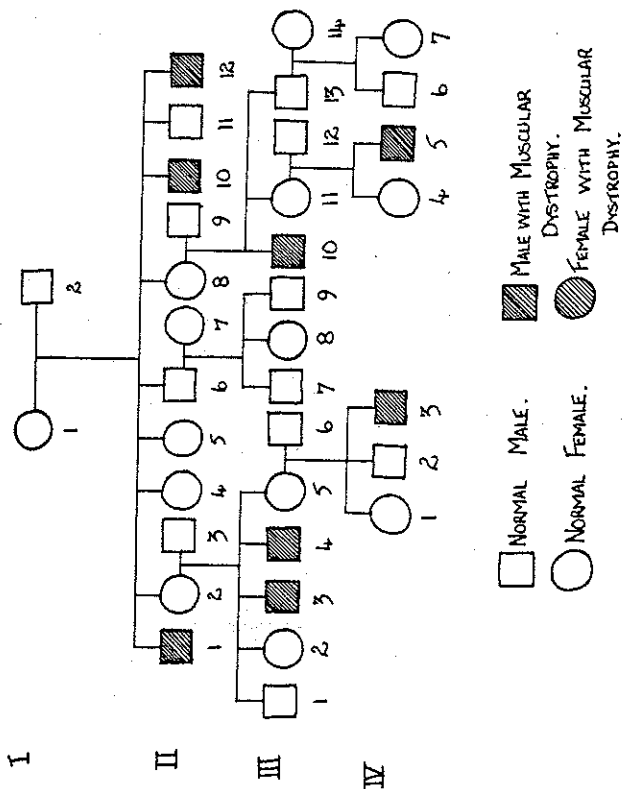 I
1 2
II
1 2 3 4 5 6 7 8 9 10 11 12
III
1 2 3 4 5 6 7 8 9 10 11 12 13 14
IV
1 2 3 4 5 6 7
NORMAL MALE.
NORMAL FEMALE.
MALE WITH MUSCULAR
DYSTROPHY.
FEMALE WITH MUSCULAR
DYSTROPHY.